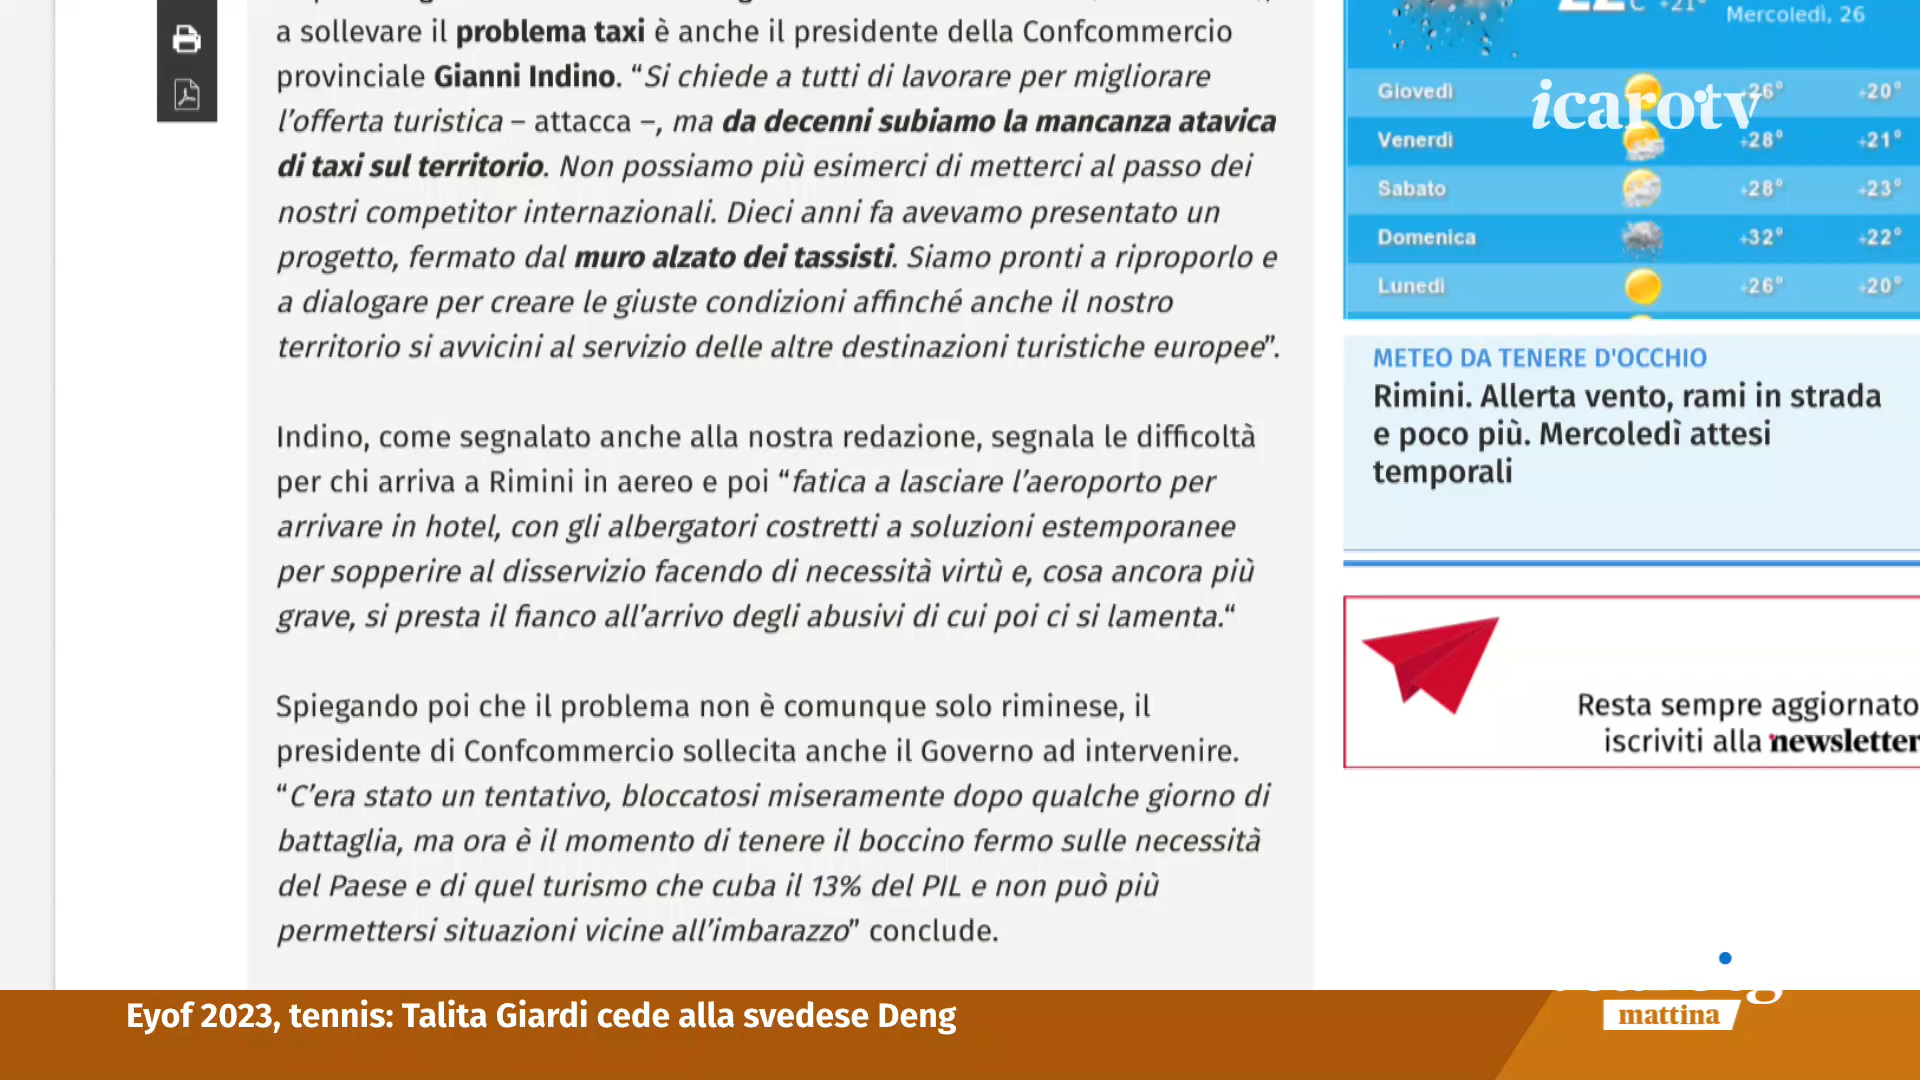 a sollevare il problema taxi è anche il presidente della Confcommercio
provinciale Gianni Indino. “Si chiede a tutti di lavorare per migliorare
l’offerta turistica – attacca –, ma da decenni subiamo la mancanza atavica
di taxi sul territorio. Non possiamo più esimerci di metterci al passo dei
nostri competitor internazionali. Dieci anni fa avevamo presentato un
progetto, fermato dal muro alzato dei tassisti. Siamo pronti a riproporlo e
a dialogare per creare le giuste condizioni affinché anche il nostro
territorio si avvicini al servizio delle altre destinazioni turistiche europee”.
Indino, come segnalato anche alla nostra redazione, segnala le difficoltà
per chi arriva a Rimini in aereo e poi “fatica a lasciare l’aeroporto per
arrivare in hotel, con gli albergatori costretti a soluzioni estemporanee
per sopperire al disservizio facendo di necessità virtù e, cosa ancora più
grave, si presta il fianco all’arrivo degli abusivi di cui poi ci si lamenta.“
Spiegando poi che il problema non è comunque solo riminese, il
presidente di Confcommercio sollecita anche il Governo ad intervenire.
“C’era stato un tentativo, bloccatosi miseramente dopo qualche giorno di
battaglia, ma ora è il momento di tenere il boccino fermo sulle necessità
del Paese e di quel turismo che cuba il 13% del PIL e non può più
permettersi situazioni vicine all’imbarazzo” conclude.
+21°
Mercoledì, 26
icarotv
Giovedì +26° +20°
Venerdì +28° +21°
Sabato +28° +23°
Domenica +32° +22°
Lunedì +26° +20°
METEO DA TENERE D'OCCHIO
Rimini. Allerta vento, rami in strada
e poco più. Mercoledì attesi
temporali
Resta sempre aggiornato
iscriviti alla newsletter
Eyof 2023, tennis: Talita Giardi cede alla svedese Deng
mattina